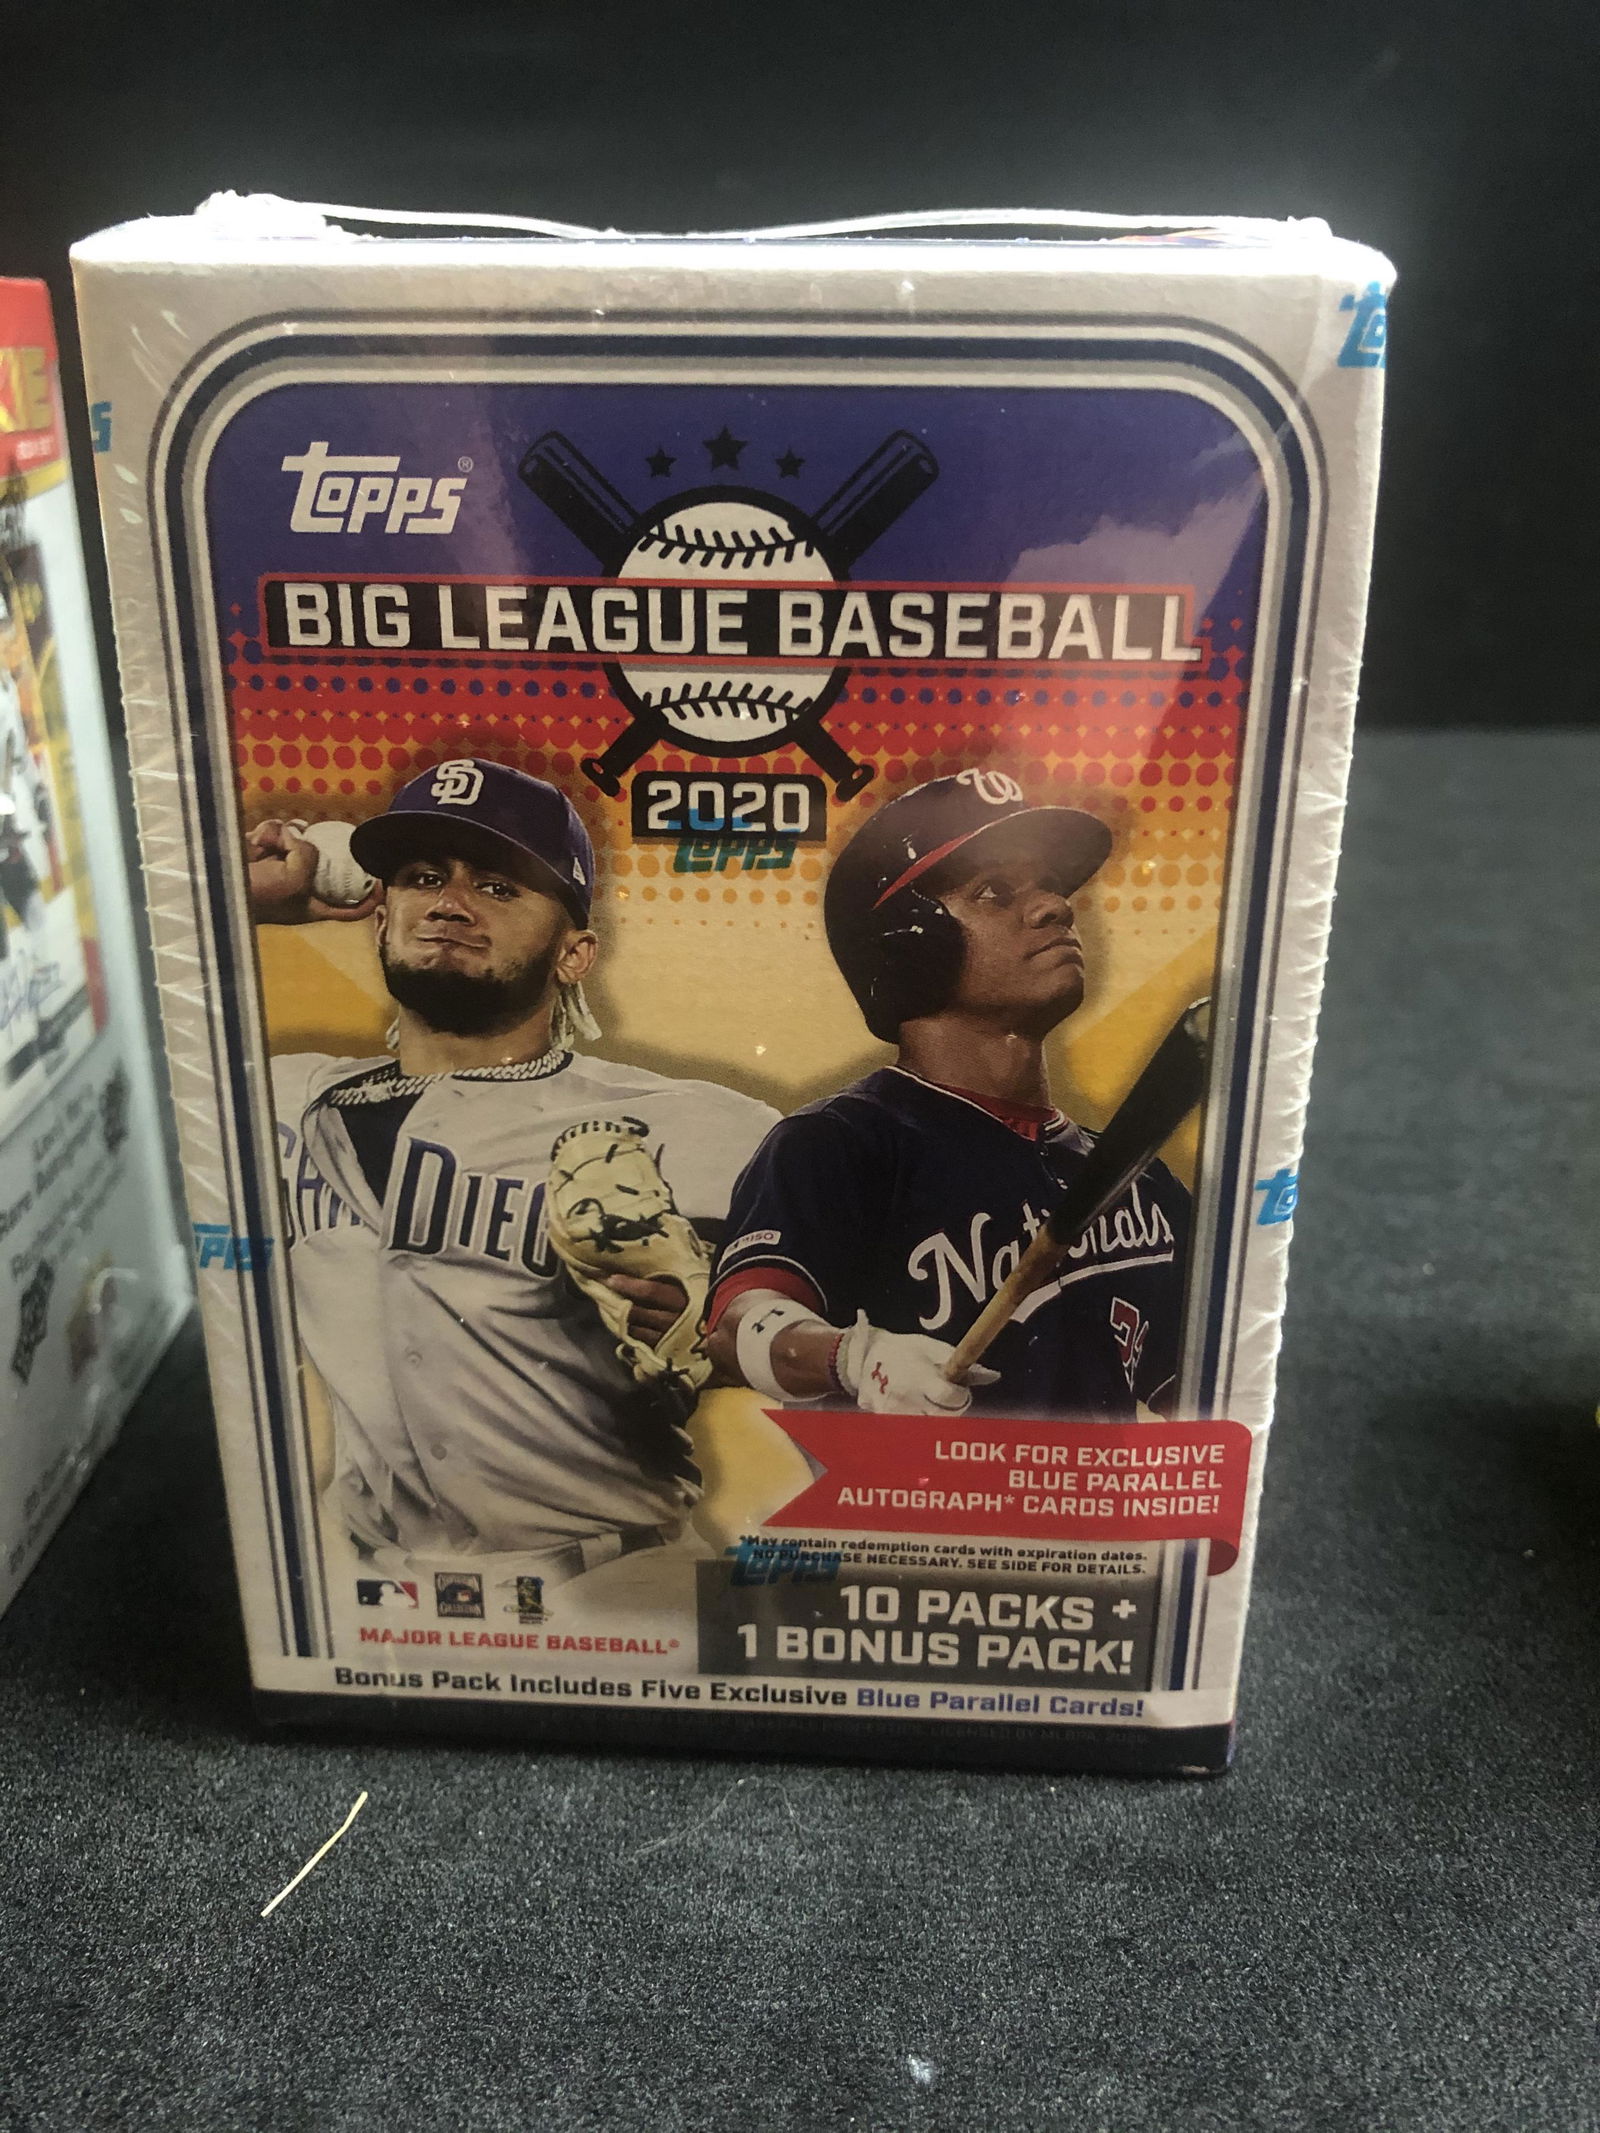 Topps®
BIG LEAGUE BASEBALL
2020
Topps
SD
W
SAN DIEGO
Nationals
LOOK FOR EXCLUSIVE
BLUE PARALLEL
AUTOGRAPH* CARDS INSIDE!
*May contain redemption cards with expiration dates.
NO PURCHASE NECESSARY. SEE SIDE FOR DETAILS.
Topps
10 PACKS +
1 BONUS PACK!
MAJOR LEAGUE BASEBALL®
Bonus Pack Includes Five Exclusive Blue Parallel Cards!